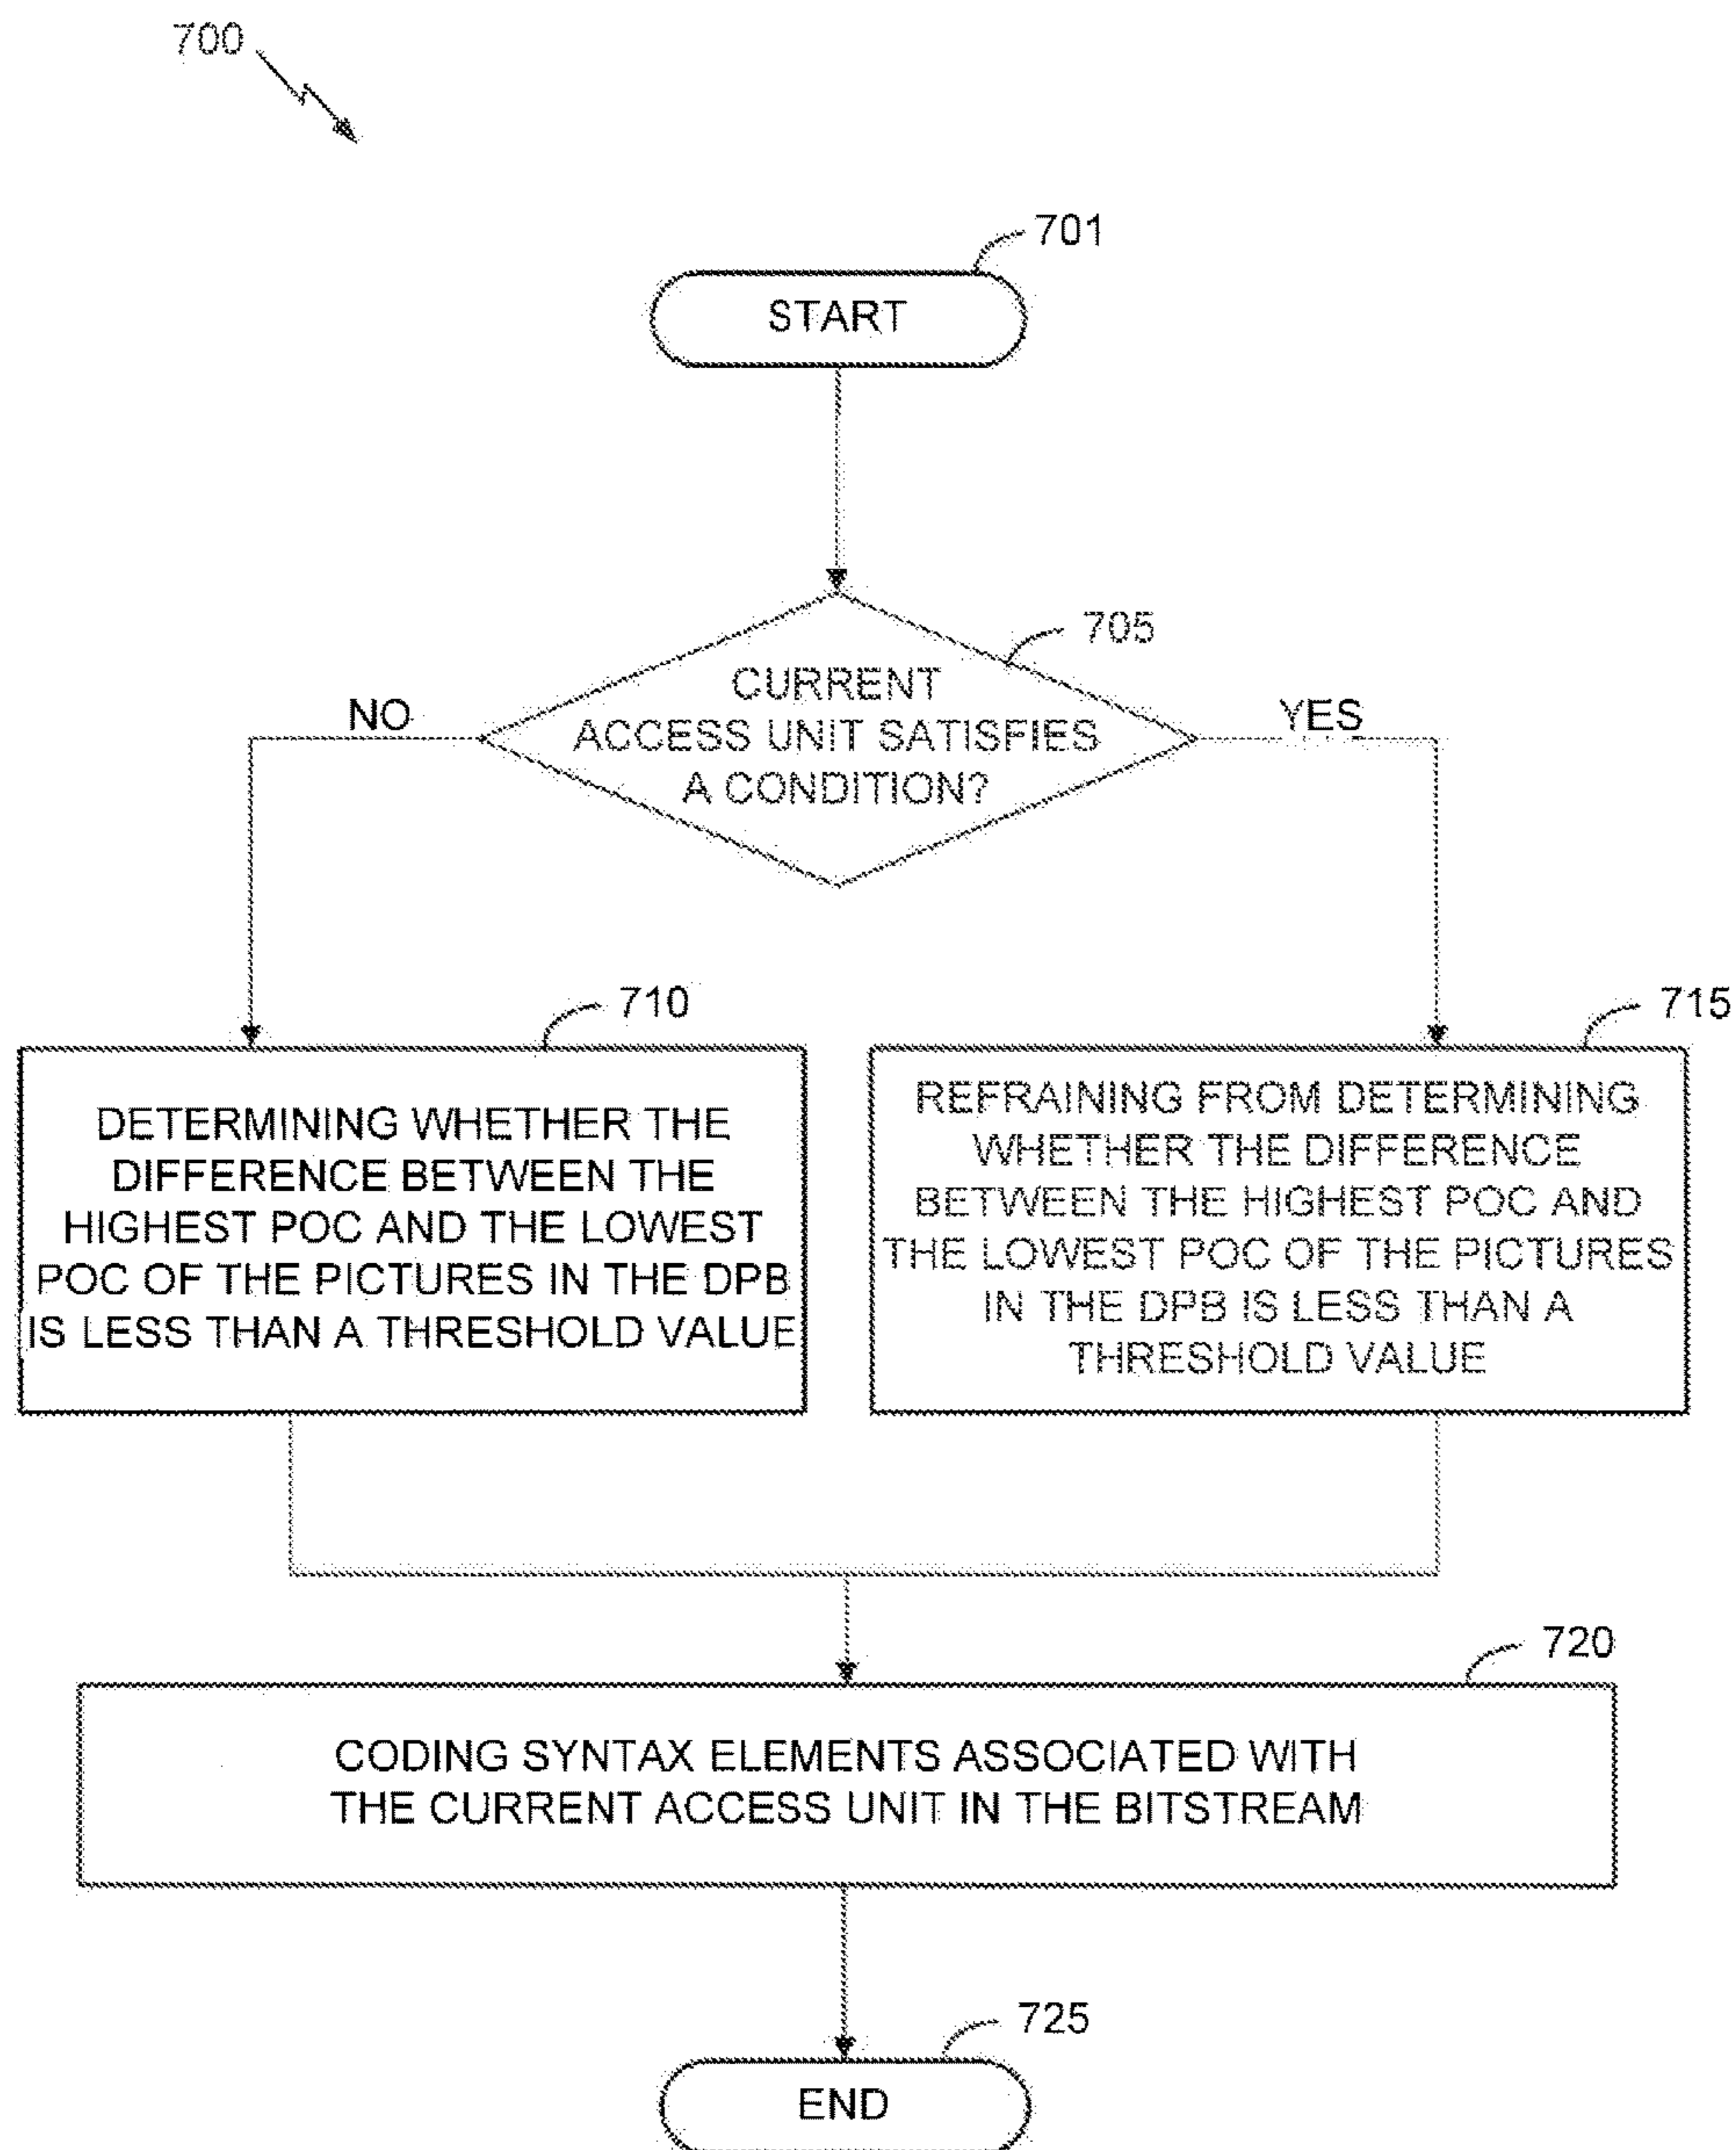 700
701
START
705
CURRENT
ACCESS UNIT SATISFIES
A CONDITION?
NO
YES
710
DETERMINING WHETHER THE
DIFFERENCE BETWEEN THE
HIGHEST POC AND THE LOWEST
POC OF THE PICTURES IN THE DPB
IS LESS THAN A THRESHOLD VALUE
715
REFRAINING FROM DETERMINING
WHETHER THE DIFFERENCE
BETWEEN THE HIGHEST POC AND
THE LOWEST POC OF THE PICTURES
IN THE DPB IS LESS THAN A
THRESHOLD VALUE
720
CODING SYNTAX ELEMENTS ASSOCIATED WITH
THE CURRENT ACCESS UNIT IN THE BITSTREAM
725
END